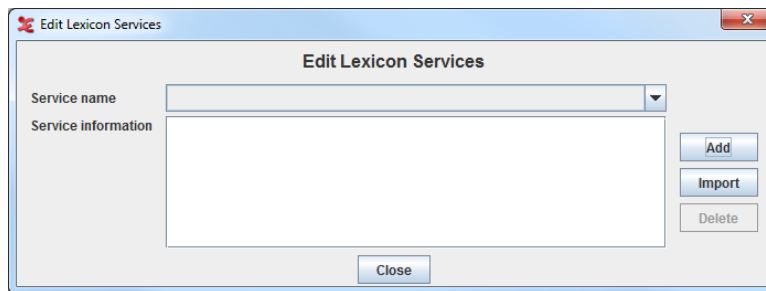 Edit Lexicon Services
Edit Lexicon Services
Service name
Service information
Add
Import
Delete
Close